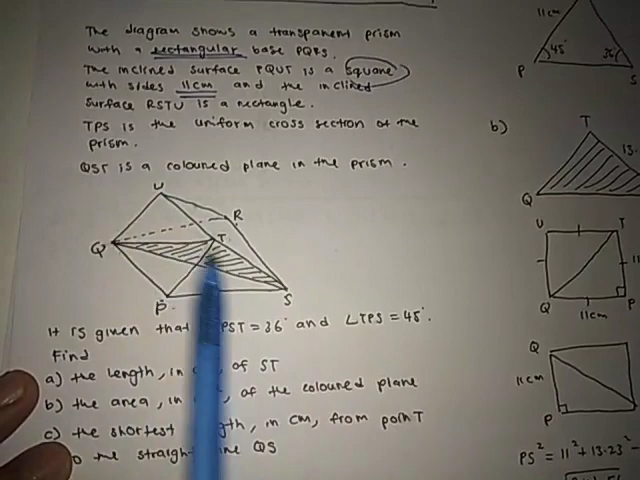 The diagram shows a transparent prism
with a rectangular base PQRS.
The inclined surface PQUT is a square
with sides 11cm and the inclined
surface RSTU is a rectangle.
TPS is the uniform cross section of the
prism.
QST is a coloured plane in the prism.
U
R
Q
T
P
S
It is given that PST = 36° and ∠TPS = 45°.
Find
a) the length, in of ST
b) the area, in of the coloured plane
c) the shortest in cm, from point T
the straight QS
11cm
45°
36°
P
S
b)
T
13.
Q
U
T
11
Q
P
11cm
Q
11cm
P
PS² = 11² + 13.23² -